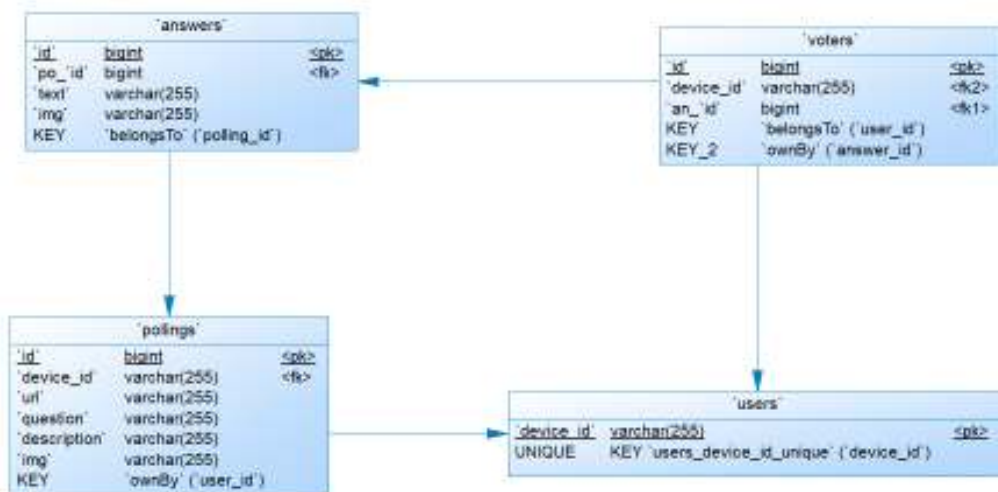 `answers`
`id` bigint <pk>
`po_`id` bigint <fk>
`text` varchar(255)
`img` varchar(255)
KEY `belongsTo` (`polling_id`)
`voters`
`id` bigint <pk>
`device_id` varchar(255) <fk2>
`an_`id` bigint <fk1>
KEY `belongsTo` (`user_id`)
KEY_2 `ownBy` (`answer_id`)
`pollings`
`id` bigint <pk>
`device_id` varchar(255) <fk>
`url` varchar(255)
`question` varchar(255)
`description` varchar(255)
`img` varchar(255)
KEY `ownBy` (`user_id`)
`users`
`device_id` varchar(255) <pk>
UNIQUE KEY `users_device_id_unique` (`device_id`)